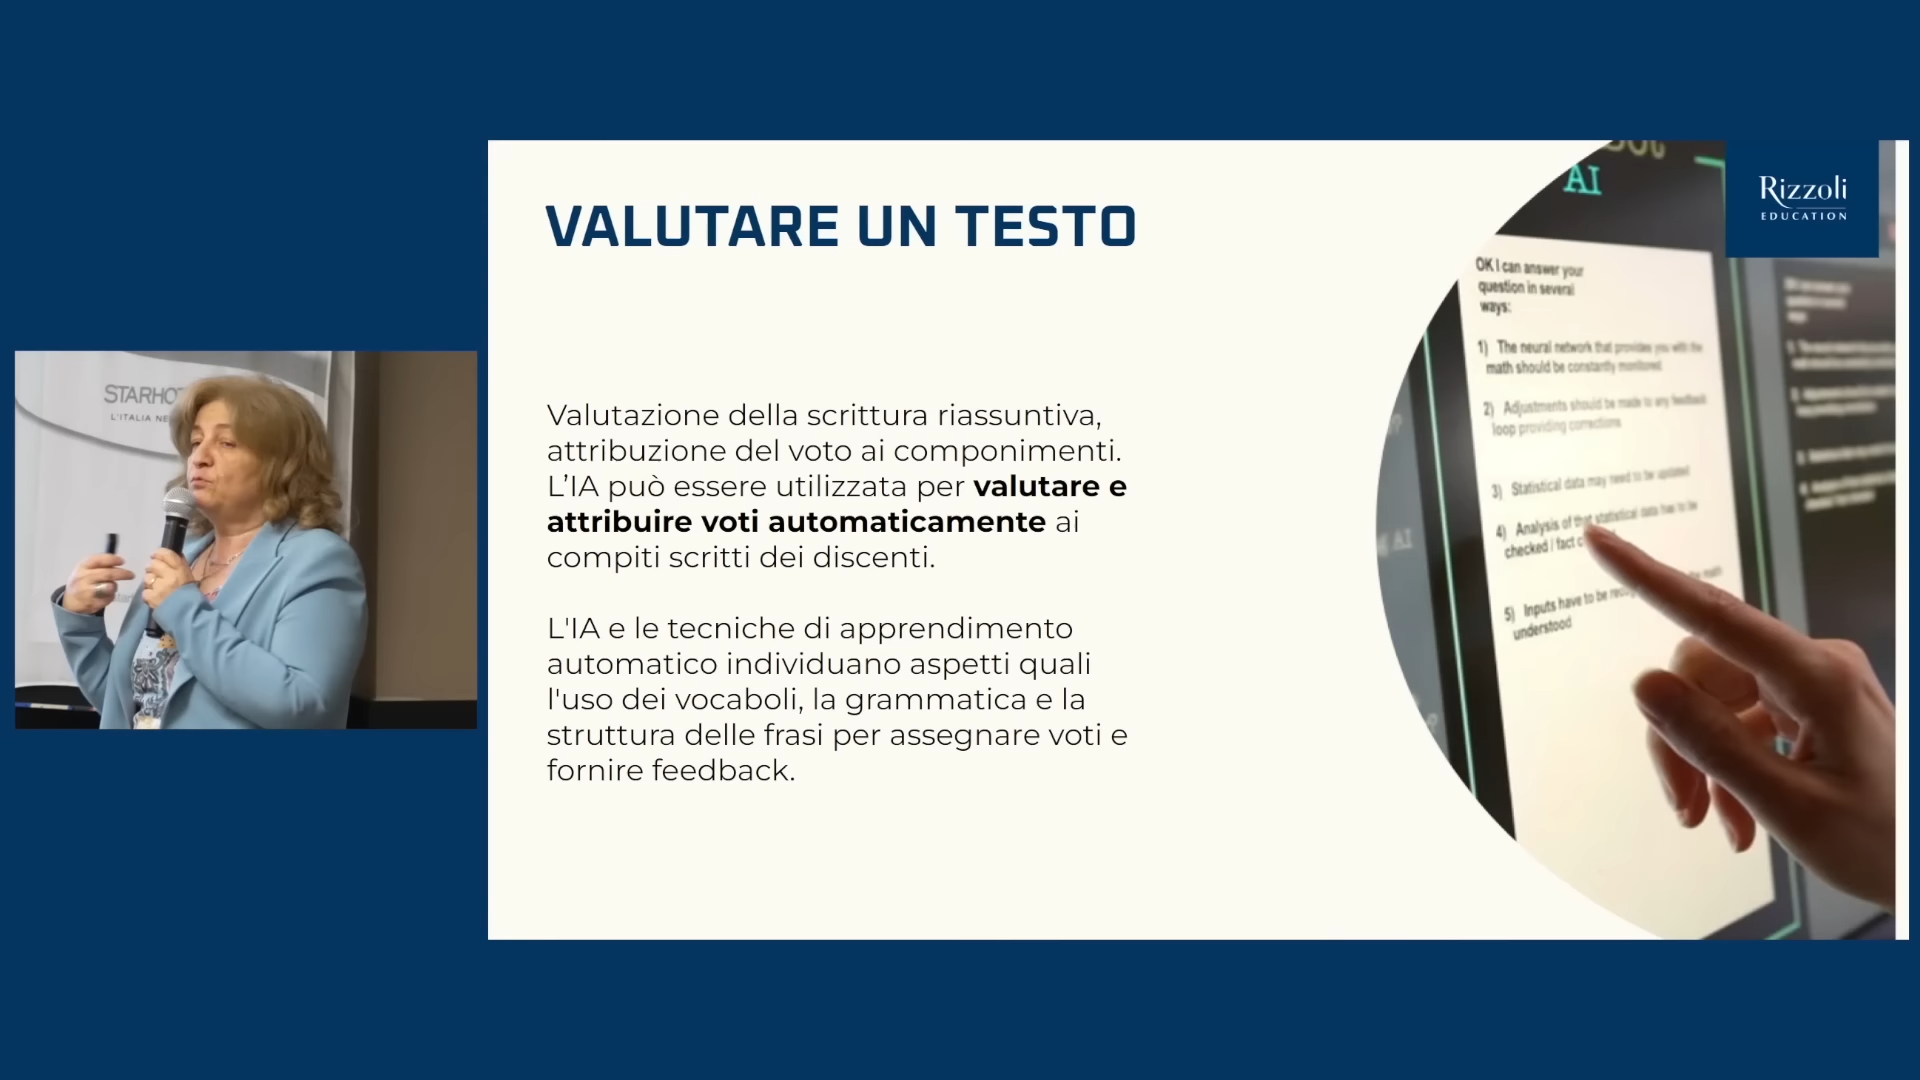 VALUTARE UN TESTO
Valutazione della scrittura riassuntiva,
attribuzione del voto ai componimenti.
L’IA può essere utilizzata per valutare e
attribuire voti automaticamente ai
compiti scritti dei discenti.
L'IA e le tecniche di apprendimento
automatico individuano aspetti quali
l'uso dei vocaboli, la grammatica e la
struttura delle frasi per assegnare voti e
fornire feedback.
Rizzoli
EDUCATION
AI
OK I can answer your
question in several
ways:
1) The neural network that provides you with the
math should be constantly monitored
2) Adjustments should be made to any feedback
loop providing corrections
3) Statistical data may need to be updated
4) Analysis of that statistical data has to be
checked / fact
5) Inputs have to be
understood
AI
STARHO
L'ITALIA NE